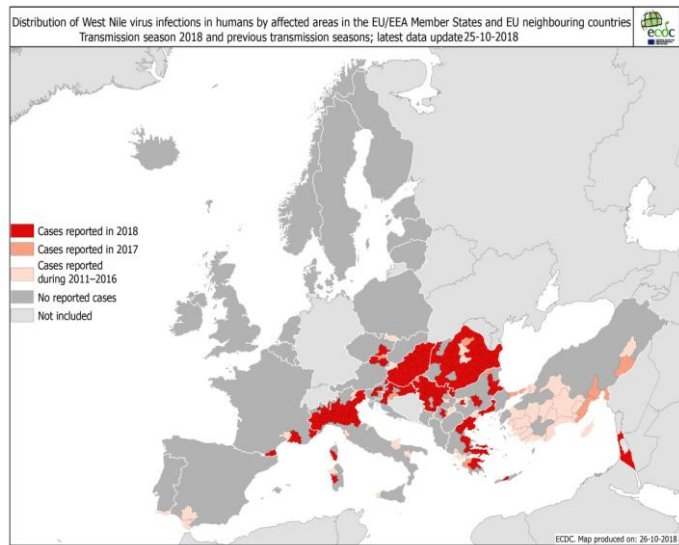 Distribution of West Nile virus infections in humans by affected areas in the EU/EEA Member States and EU neighbouring countries
Transmission season 2018 and previous transmission seasons; latest data update25-10-2018
ecdc
Cases reported in 2018
Cases reported in 2017
Cases reported
during 2011–2016
No reported cases
Not included
ECDC. Map produced on: 26-10-2018